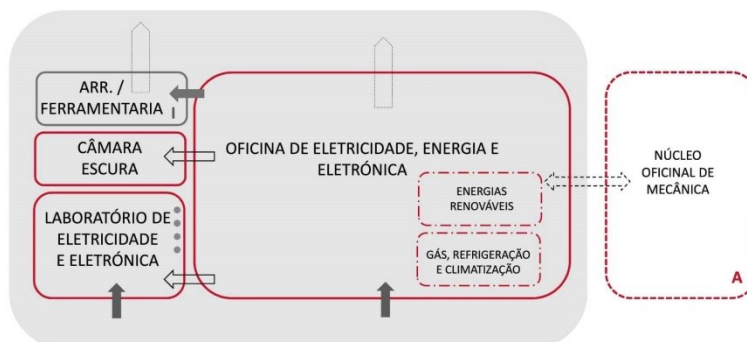 ARR. /
FERRAMENTARIA
CÂMARA
ESCURA
LABORATÓRIO DE
ELETRICIDADE
E ELETRÓNICA
OFICINA DE ELETRICIDADE, ENERGIA E
ELETRÓNICA
ENERGIAS
RENOVÁVEIS
GÁS, REFRIGERAÇÃO
E CLIMATIZAÇÃO
NÚCLEO
OFICINAL DE
MECÂNICA
A